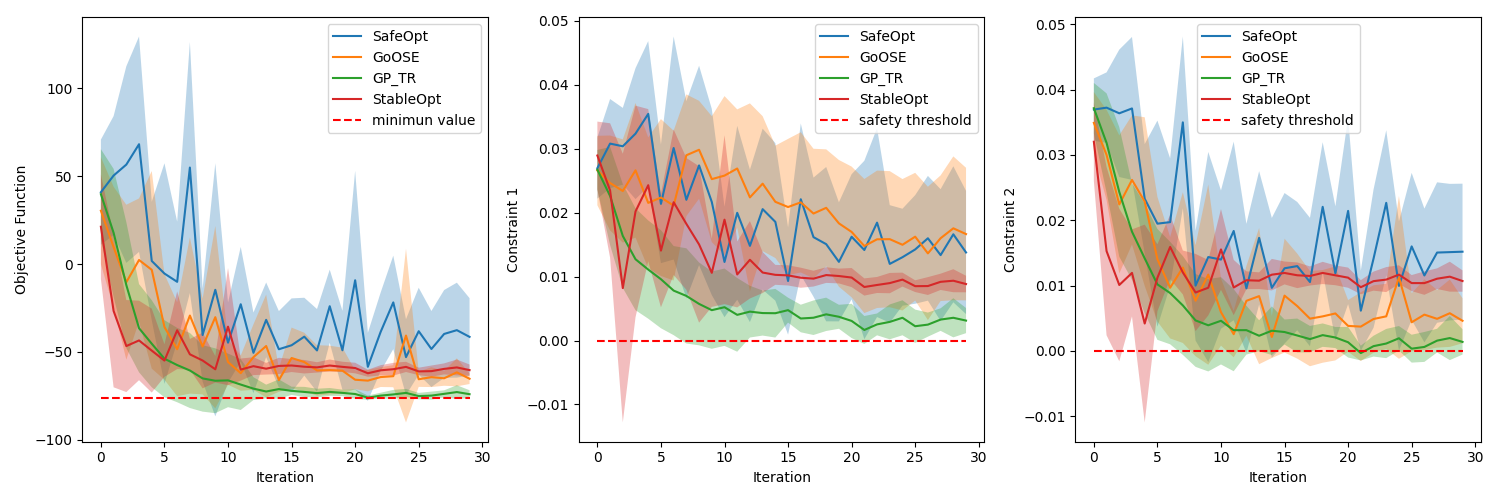 Objective Function
100
50
0
−50
−100
0 5 10 15 20 25 30
Iteration
SafeOpt
GoOSE
GP_TR
StableOpt
minimun value
Constraint 1
0.05
0.04
0.03
0.02
0.01
0.00
−0.01
0 5 10 15 20 25 30
Iteration
SafeOpt
GoOSE
GP_TR
StableOpt
safety threshold
Constraint 2
0.05
0.04
0.03
0.02
0.01
0.00
−0.01
0 5 10 15 20 25 30
Iteration
SafeOpt
GoOSE
GP_TR
StableOpt
safety threshold